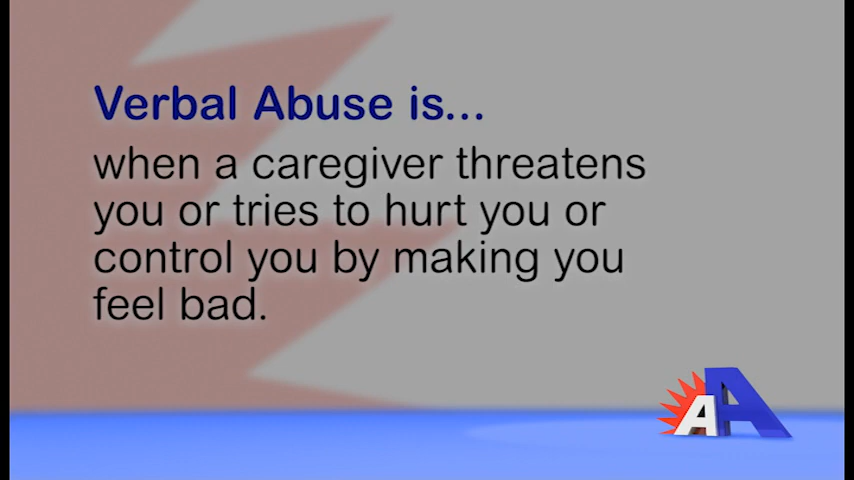 Verbal Abuse is...
when a caregiver threatens
you or tries to hurt you or
control you by making you
feel bad.
AA